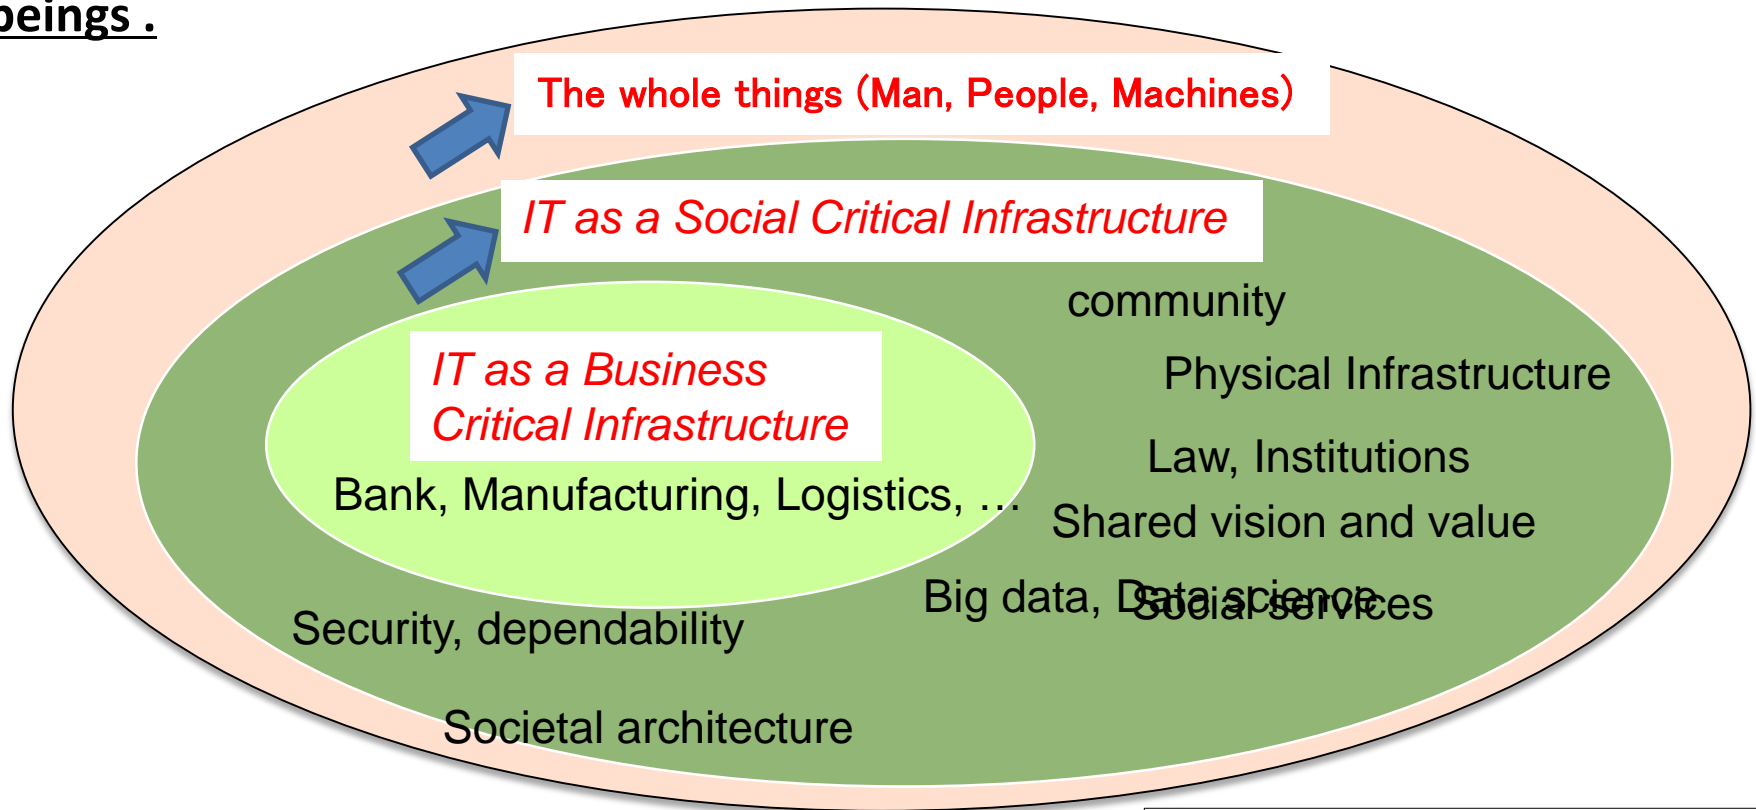 beings .
The whole things (Man, People, Machines)
IT as a Social Critical Infrastructure
community
IT as a Business
Critical Infrastructure
Physical Infrastructure
Law, Institutions
Bank, Manufacturing, Logistics, …
Shared vision and value
Big data, Data science
Social services
Security, dependability
Societal architecture